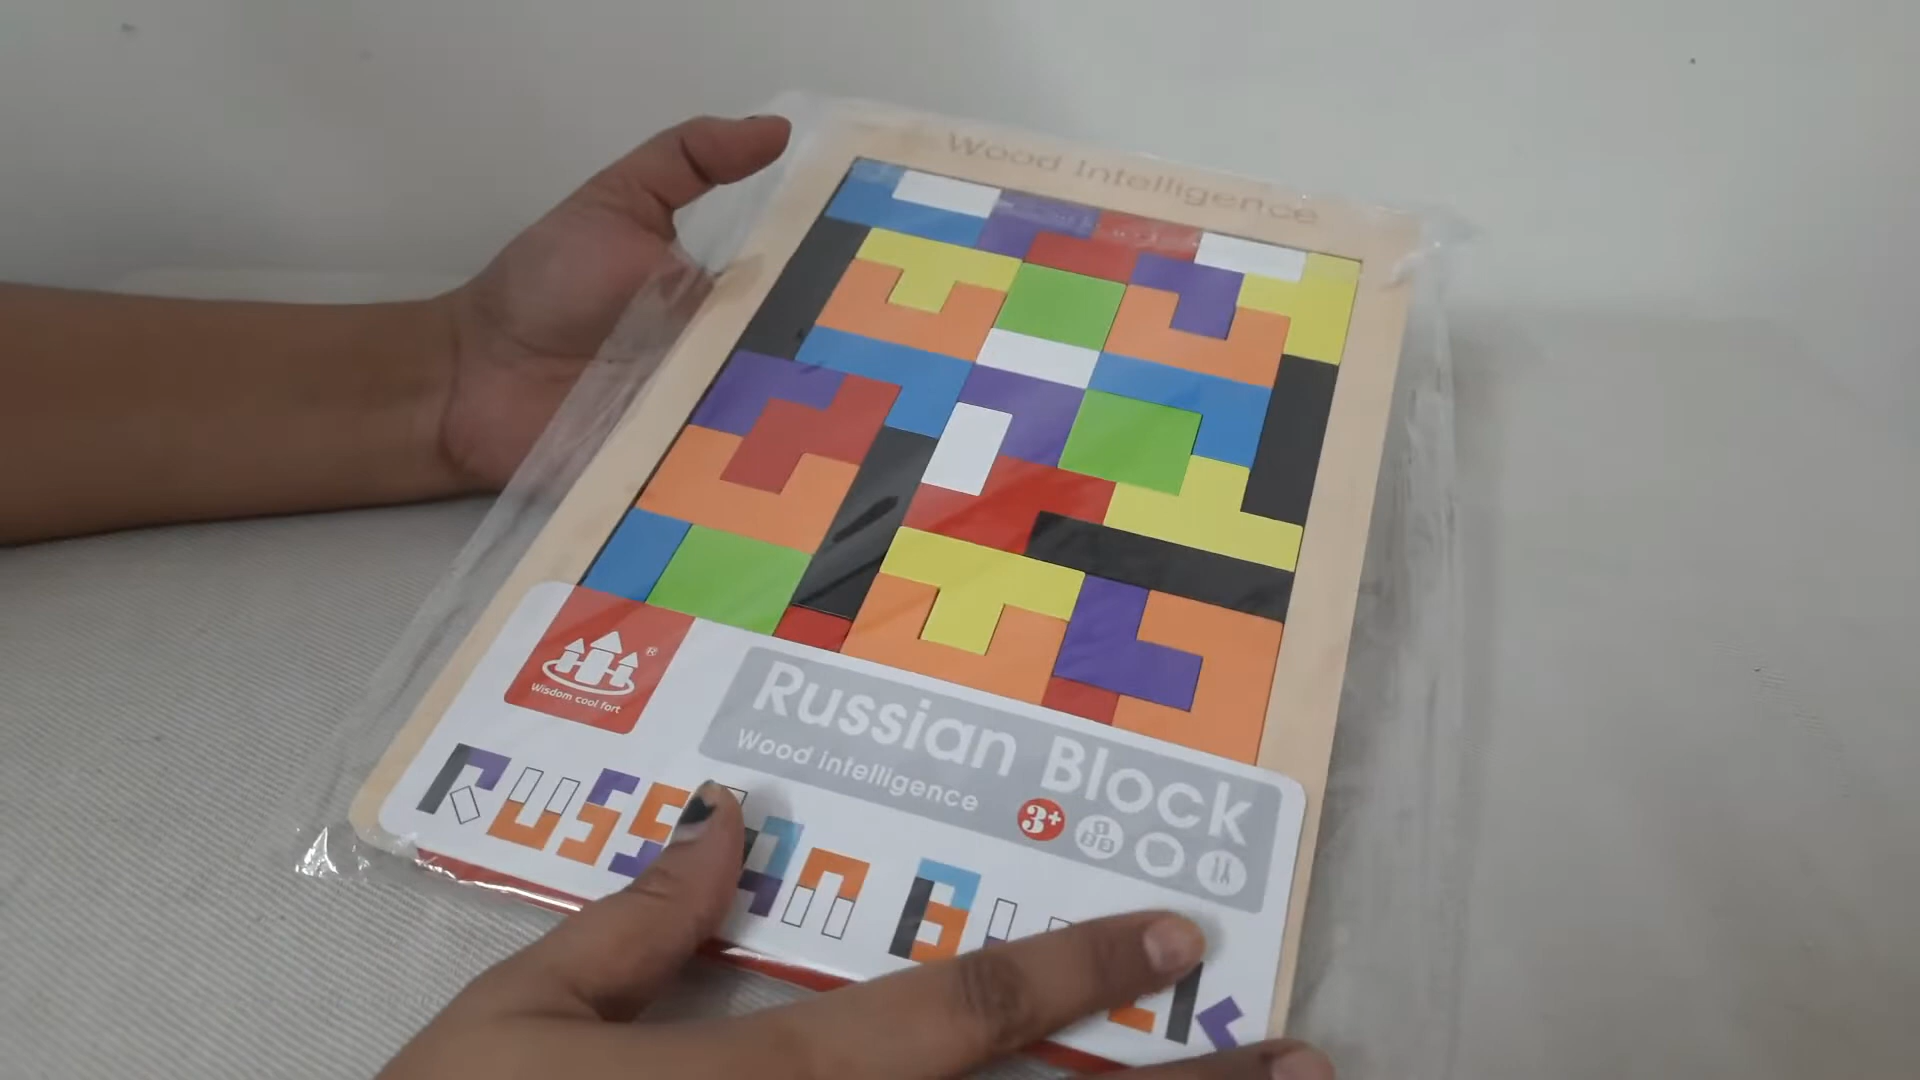 Wood Intelligence
Wisdom cool fort
®
Russian Block
Wood intelligence
3+